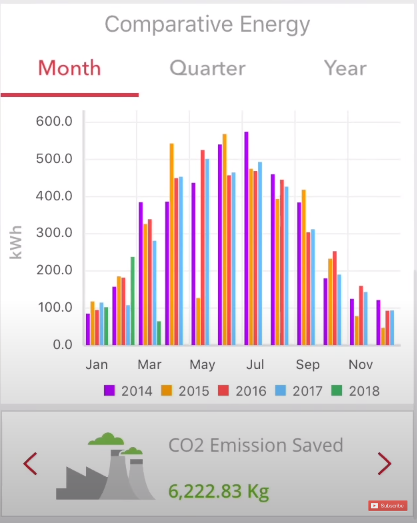 Comparative Energy
Month Quarter Year
600.0
500.0
400.0
300.0
200.0
100.0
0.0
kWh
Jan Mar May Jul Sep Nov
2014 2015 2016 2017 2018
CO2 Emission Saved
6,222.83 Kg
Subscribe